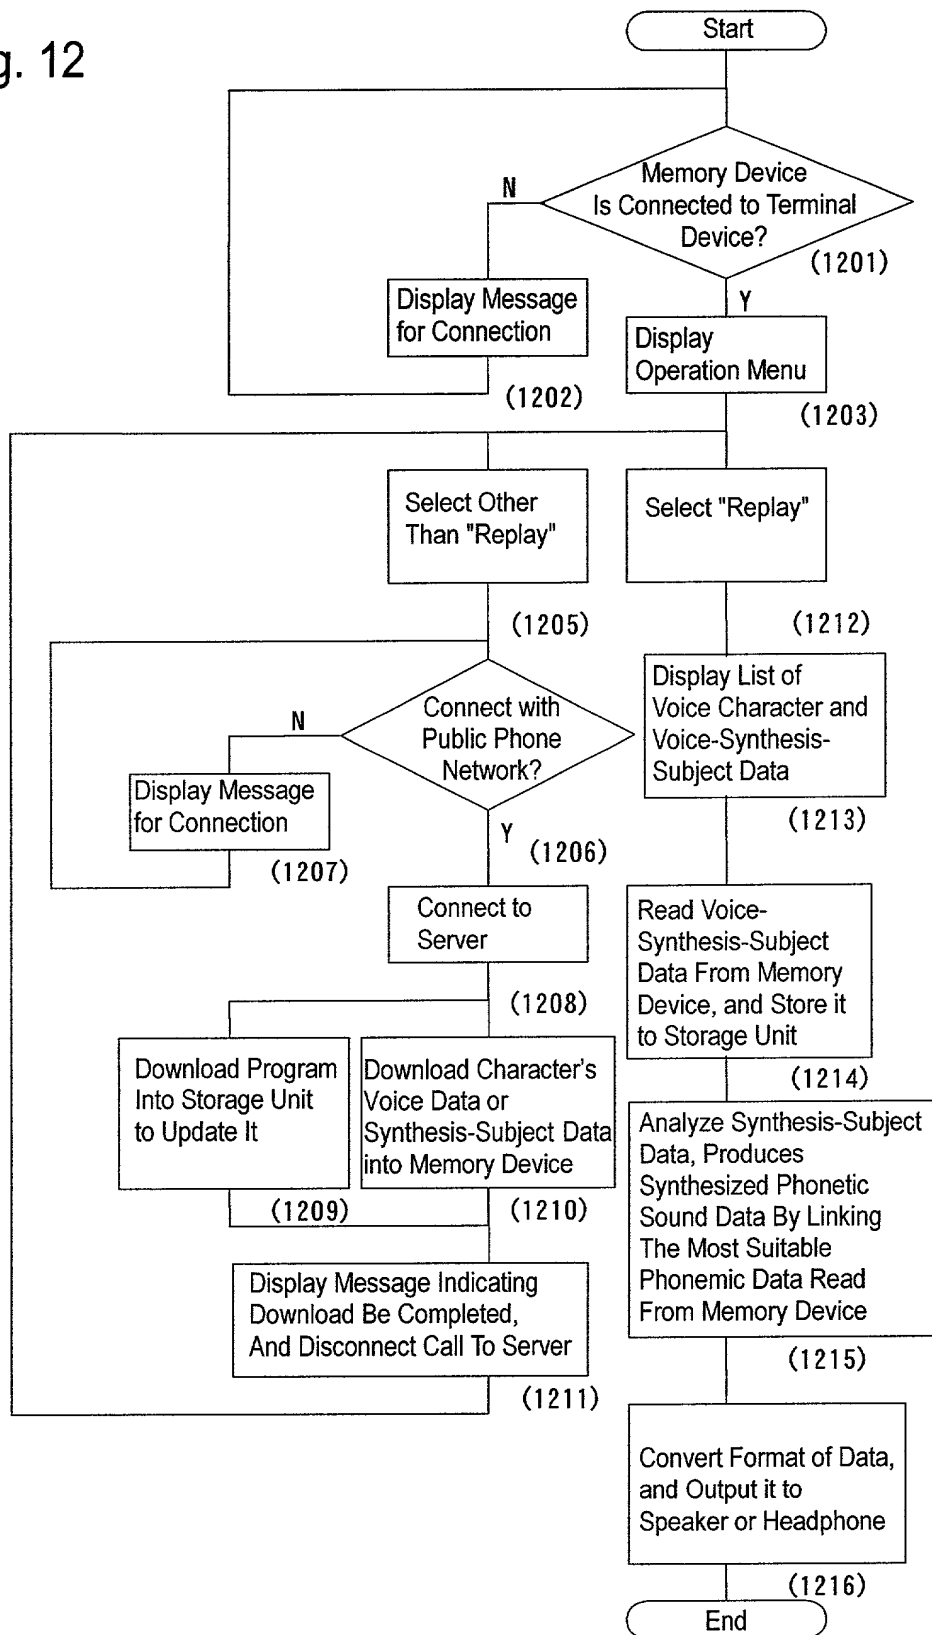 g. 12
Start
Memory Device
Is Connected to Terminal
Device?
(1201)
N
Y
Display Message
for Connection
(1202)
Display
Operation Menu
(1203)
Select Other
Than "Replay"
(1205)
Select "Replay"
(1212)
Connect with
Public Phone
Network?
N
Y
(1206)
Display Message
for Connection
(1207)
Connect to
Server
(1208)
Download Program
Into Storage Unit
to Update It
(1209)
Download Character's
Voice Data or
Synthesis-Subject Data
into Memory Device
(1210)
Display Message Indicating
Download Be Completed,
And Disconnect Call To Server
(1211)
Display List of
Voice Character and
Voice-Synthesis-
Subject Data
(1213)
Read Voice-
Synthesis-Subject
Data From Memory
Device, and Store it
to Storage Unit
(1214)
Analyze Synthesis-Subject
Data, Produces
Synthesized Phonetic
Sound Data By Linking
The Most Suitable
Phonemic Data Read
From Memory Device
(1215)
Convert Format of Data,
and Output it to
Speaker or Headphone
(1216)
End